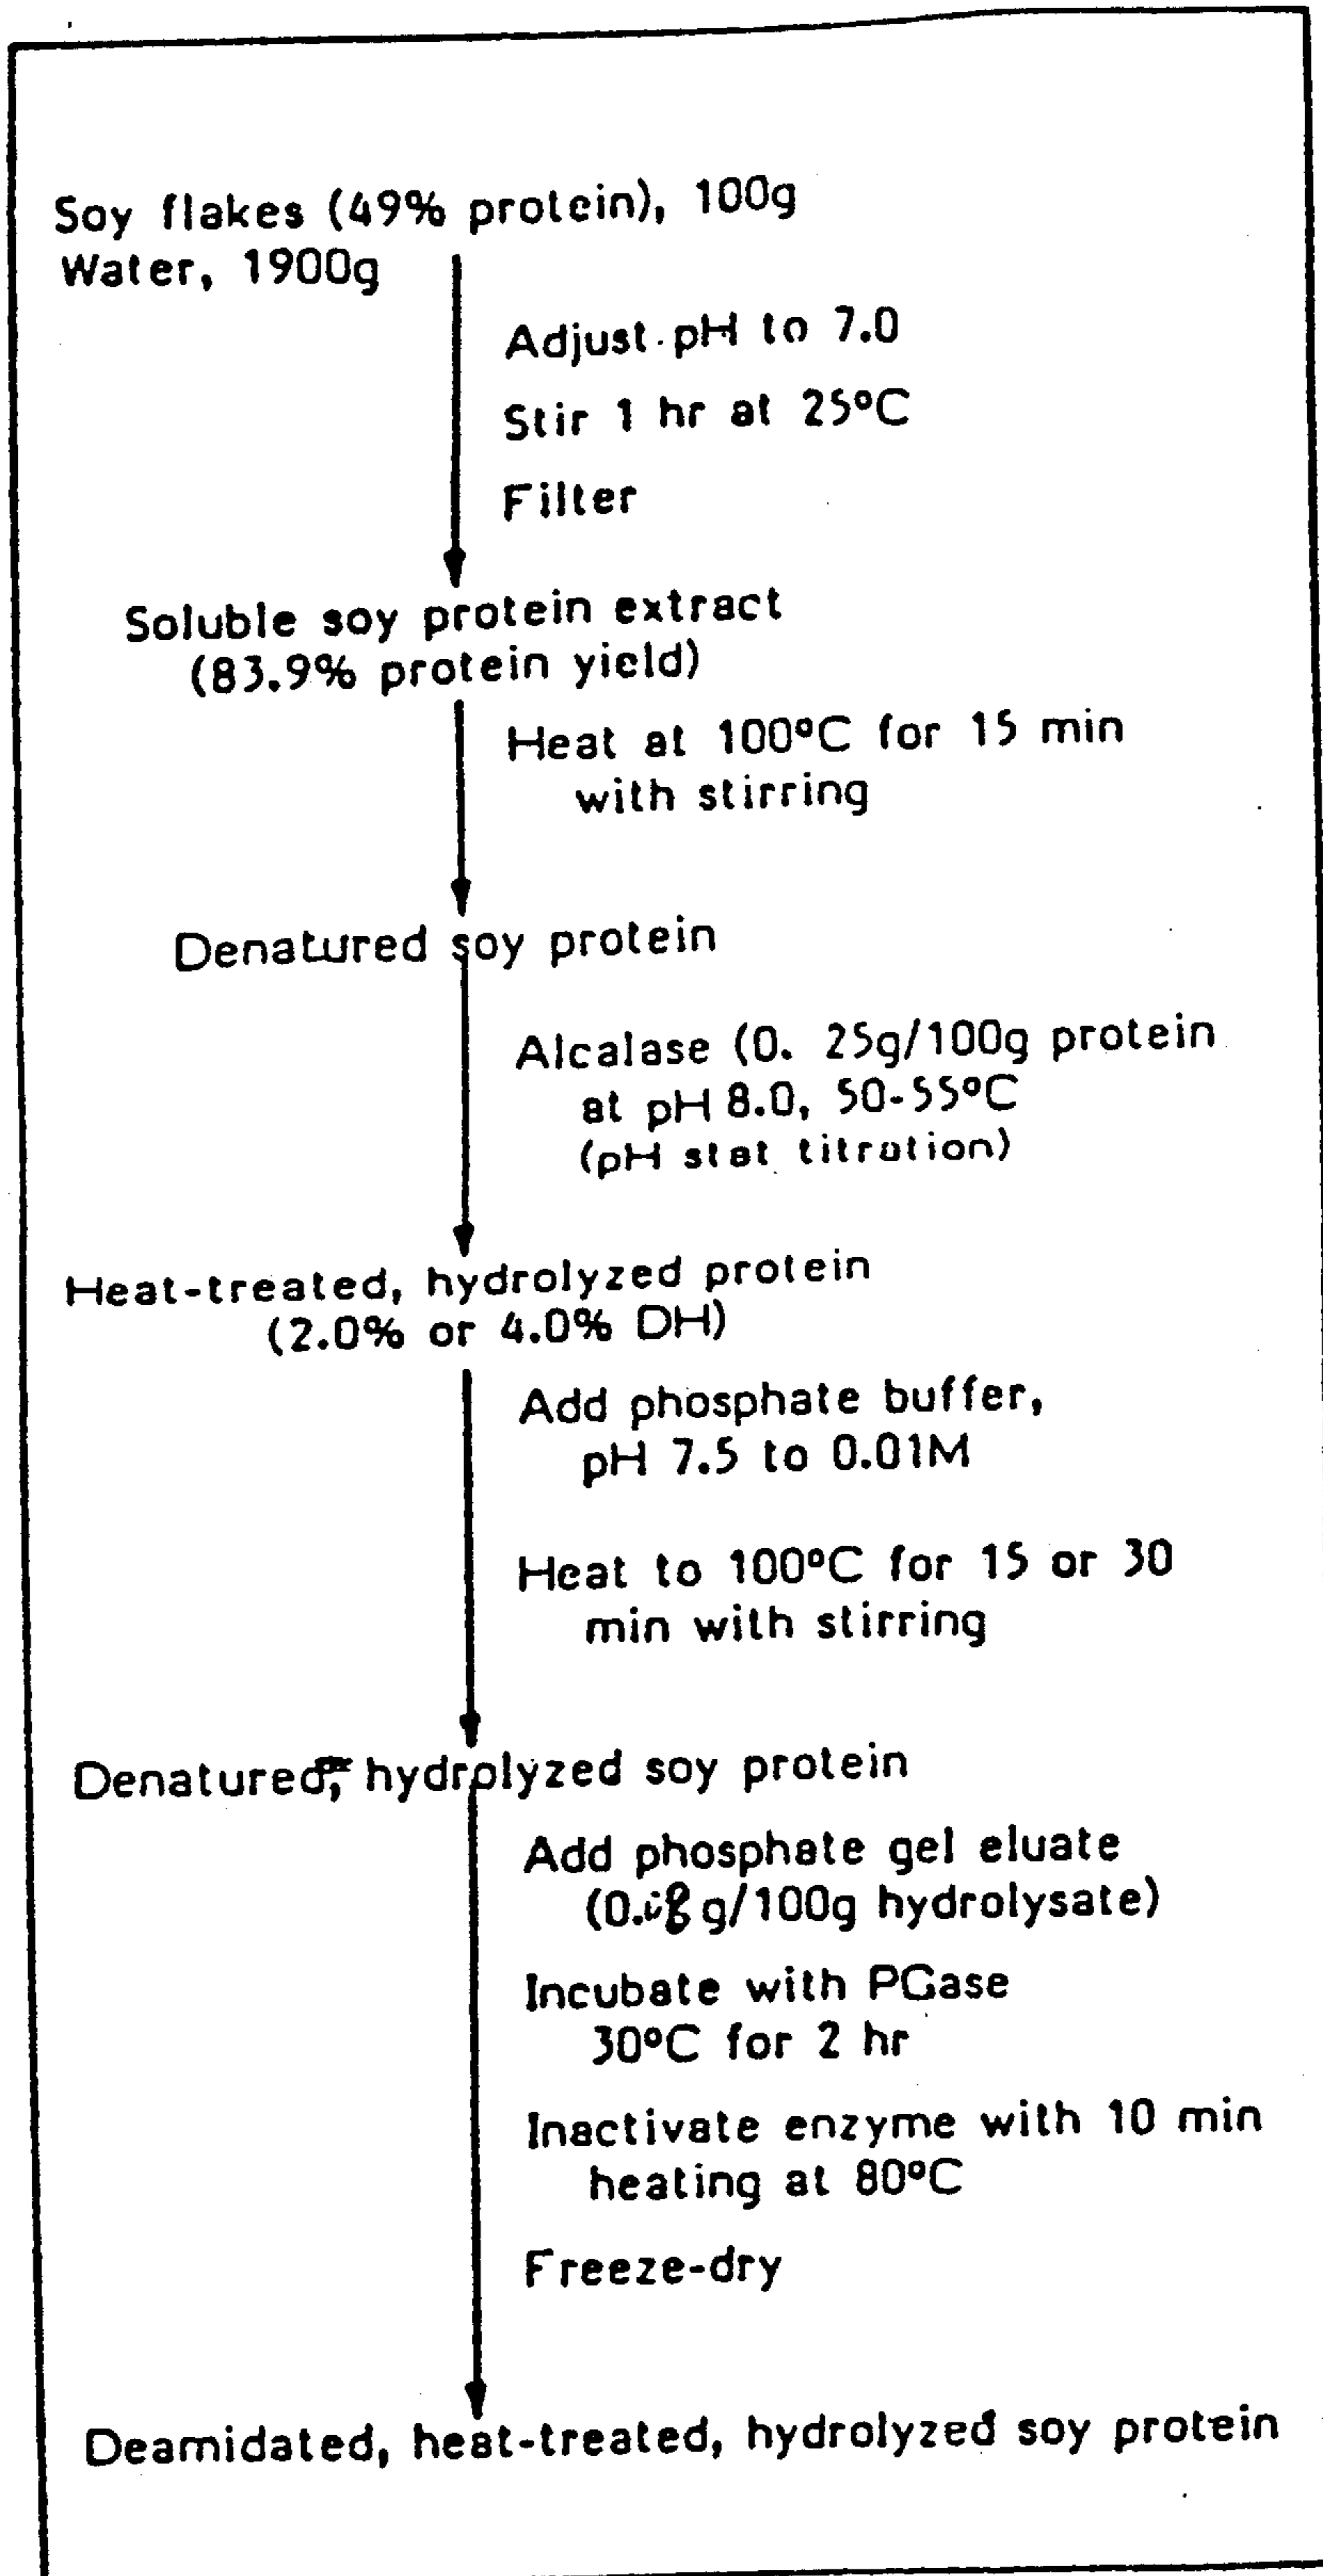 Soy flakes (49% protein), 100g
Water, 1900g
Adjust pH to 7.0
Stir 1 hr at 25°C
Filter
Soluble soy protein extract
(83.9% protein yield)
Heat at 100°C for 15 min
with stirring
Denatured soy protein
Alcalase (0. 25g/100g protein
at pH 8.0, 50-55°C
(pH stat titration)
Heat-treated, hydrolyzed protein
(2.0% or 4.0% DH)
Add phosphate buffer,
pH 7.5 to 0.01M
Heat to 100°C for 15 or 30
min with stirring
Denatured, hydrolyzed soy protein
Add phosphate gel eluate
g/100g hydrolysate)
Incubate with PGase
30°C for 2 hr
Inactivate enzyme with 10 min
heating at 80°C
Freeze-dry
Deamidated, heat-treated, hydrolyzed soy protein